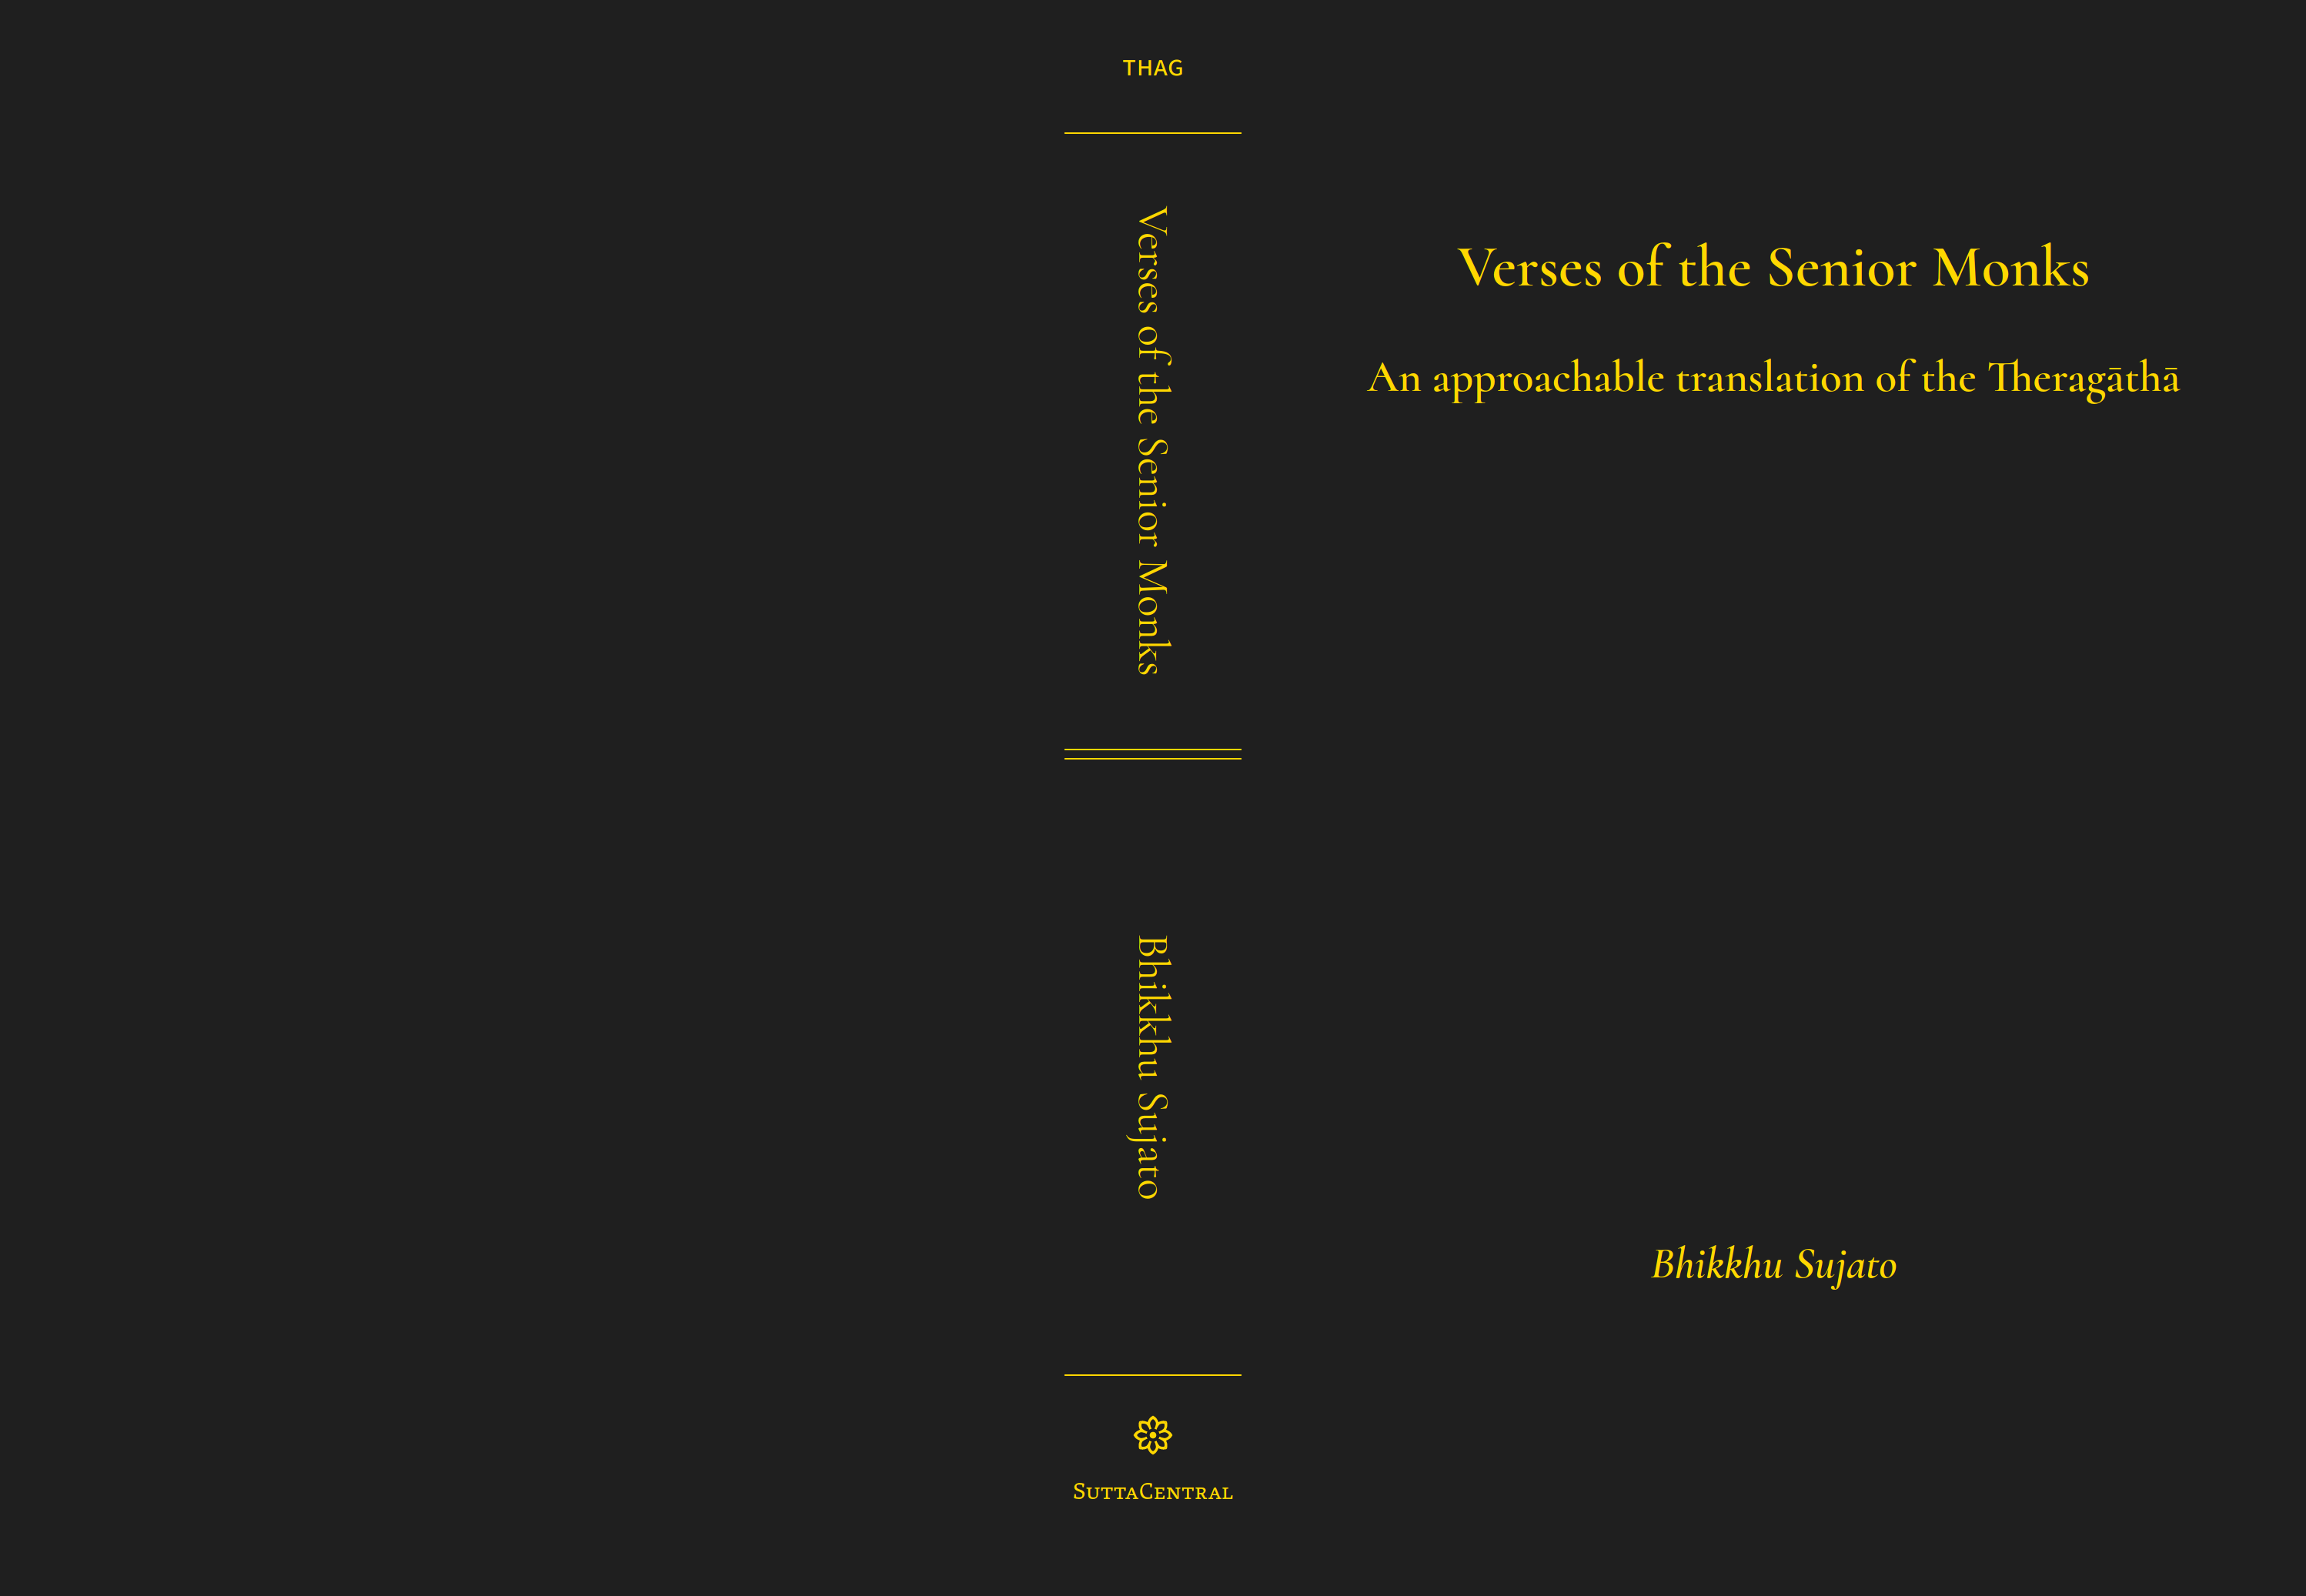 THAG
Verses of the Senior Monks
Bhikkhu Sujato
SuttaCentral
Verses of the Senior Monks
An approachable translation of the Theragāthā
Bhikkhu Sujato